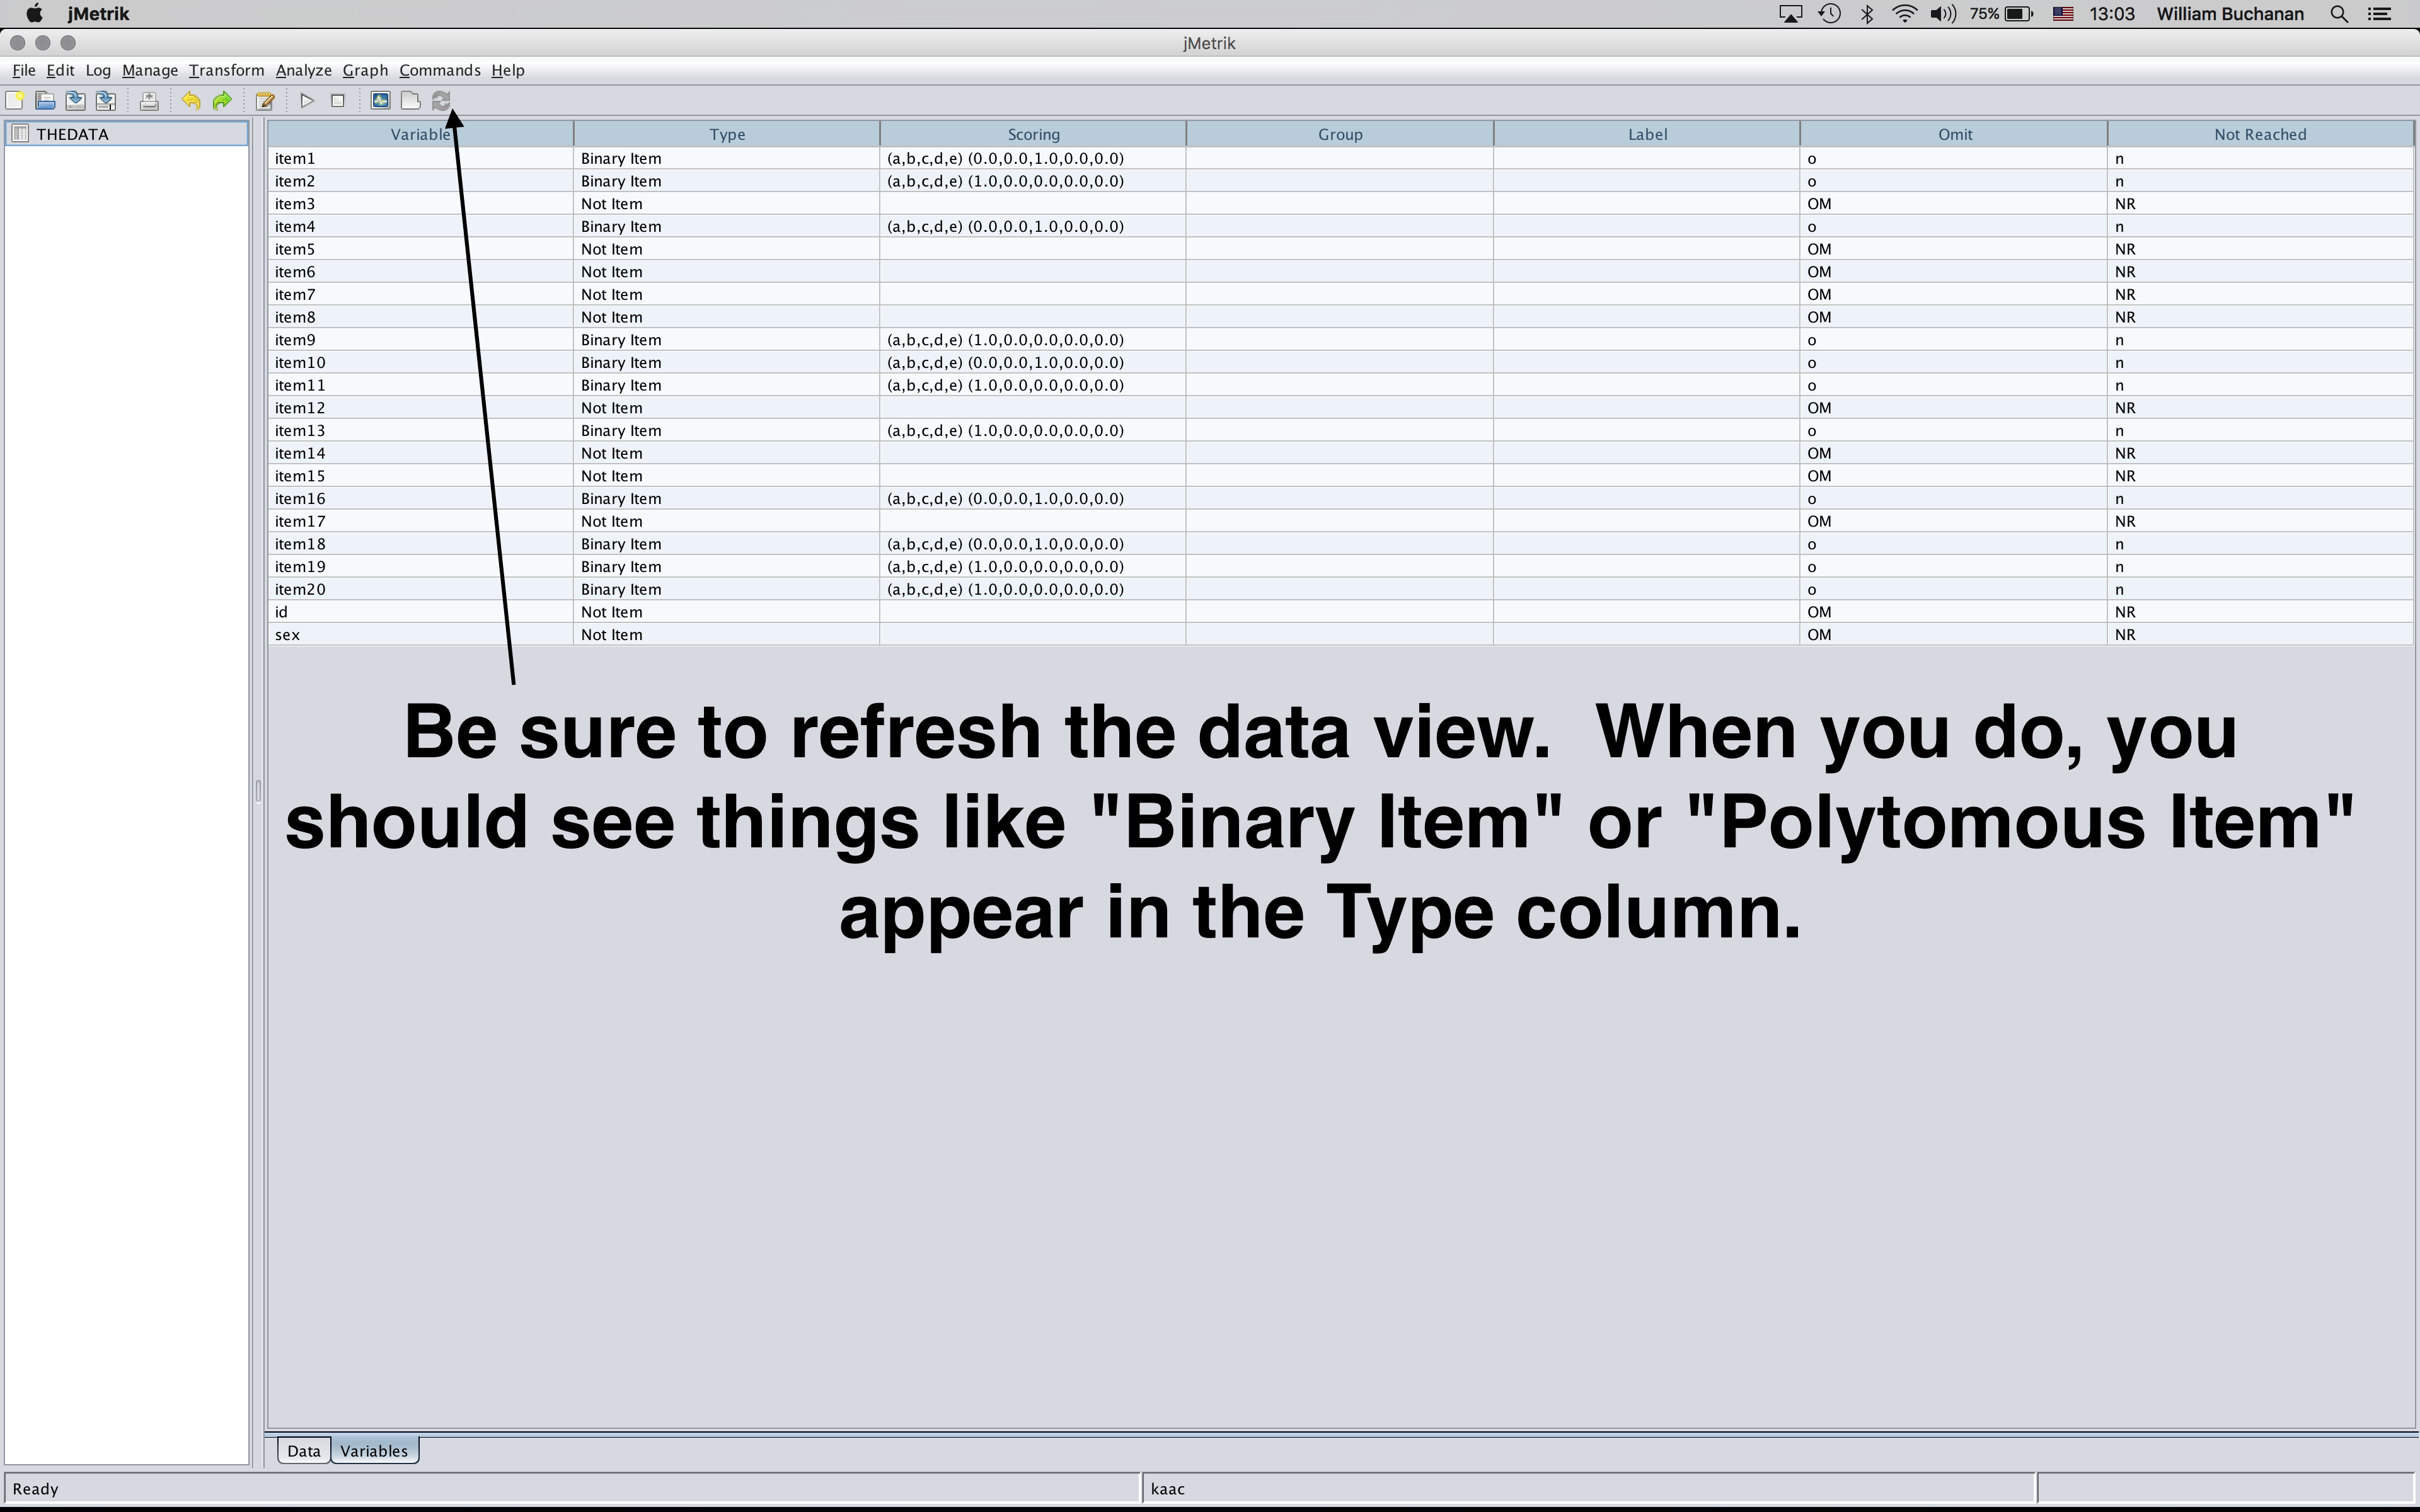 jMetrik 75% 13:03 William Buchanan
jMetrik
File Edit Log Manage Transform Analyze Graph Commands Help
THEDATA
Variable Type Scoring Group Label Omit Not Reached
item1 Binary Item (a,b,c,d,e) (0.0,0.0,1.0,0.0,0.0) o n
item2 Binary Item (a,b,c,d,e) (1.0,0.0,0.0,0.0,0.0) o n
item3 Not Item OM NR
item4 Binary Item (a,b,c,d,e) (0.0,0.0,1.0,0.0,0.0) o n
item5 Not Item OM NR
item6 Not Item OM NR
item7 Not Item OM NR
item8 Not Item OM NR
item9 Binary Item (a,b,c,d,e) (1.0,0.0,0.0,0.0,0.0) o n
item10 Binary Item (a,b,c,d,e) (0.0,0.0,1.0,0.0,0.0) o n
item11 Binary Item (a,b,c,d,e) (1.0,0.0,0.0,0.0,0.0) o n
item12 Not Item OM NR
item13 Binary Item (a,b,c,d,e) (1.0,0.0,0.0,0.0,0.0) o n
item14 Not Item OM NR
item15 Not Item OM NR
item16 Binary Item (a,b,c,d,e) (0.0,0.0,1.0,0.0,0.0) o n
item17 Not Item OM NR
item18 Binary Item (a,b,c,d,e) (0.0,0.0,1.0,0.0,0.0) o n
item19 Binary Item (a,b,c,d,e) (1.0,0.0,0.0,0.0,0.0) o n
item20 Binary Item (a,b,c,d,e) (1.0,0.0,0.0,0.0,0.0) o n
id Not Item OM NR
sex Not Item OM NR
Be sure to refresh the data view.  When you do, you
should see things like "Binary Item" or "Polytomous Item"
appear in the Type column.
Data Variables
Ready kaac